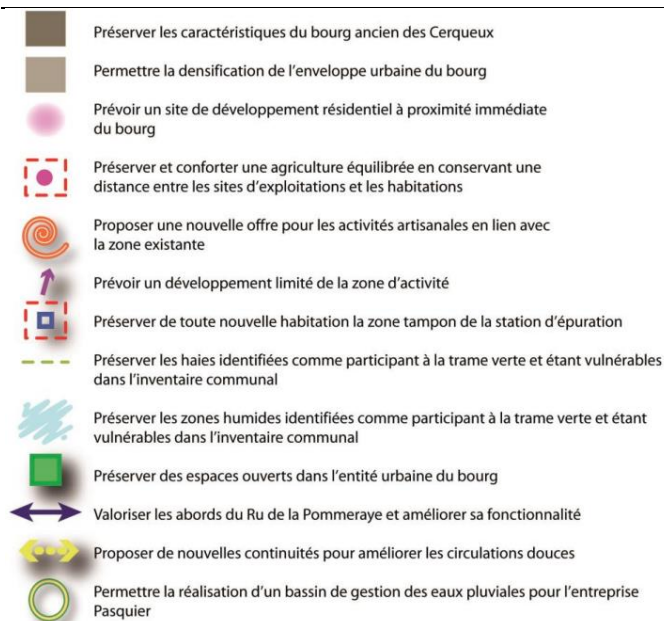 Préserver les caractéristiques du bourg ancien des Cerqueux
Permettre la densification de l'enveloppe urbaine du bourg
Prévoir un site de développement résidentiel à proximité immédiate
du bourg
Préserver et conforter une agriculture équilibrée en conservant une
distance entre les sites d'exploitations et les habitations
Proposer une nouvelle offre pour les activités artisanales en lien avec
la zone existante
Prévoir un développement limité de la zone d'activité
Préserver de toute nouvelle habitation la zone tampon de la station d'épuration
Préserver les haies identifiées comme participant à la trame verte et étant vulnérables
dans l'inventaire communal
Préserver les zones humides identifiées comme participant à la trame verte et étant
vulnérables dans l'inventaire communal
Préserver des espaces ouverts dans l'entité urbaine du bourg
Valoriser les abords du Ru de la Pommeraye et améliorer sa fonctionnalité
Proposer de nouvelles continuités pour améliorer les circulations douces
Permettre la réalisation d'un bassin de gestion des eaux pluviales pour l'entreprise
Pasquier